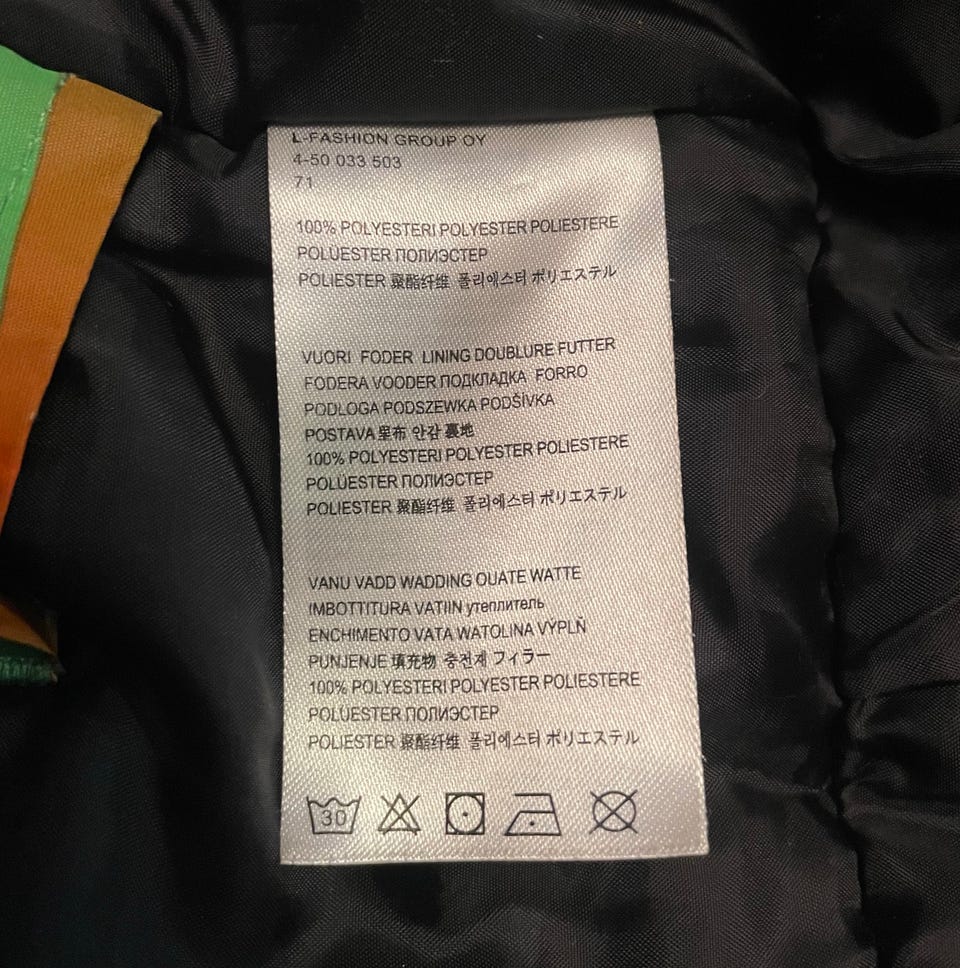 L-FASHION GROUP OY
4-50 033 503
71
100% POLYESTERI POLYESTER POLIESTERE
POLÜESTER ПОЛИЭСТЕР
POLIESTER 聚酯纤维 폴리에스터 ポリエステル
VUORI FODER LINING DOUBLURE FUTTER
FODERA VOODER ПОДКЛАДКА FORRO
PODLOGA PODSZEWKA PODŠÍVKA
POSTAVA 里布 안감 裏地
100% POLYESTERI POLYESTER POLIESTERE
POLÜESTER ПОЛИЭСТЕР
POLIESTER 聚酯纤维 폴리에스터 ポリエステル
VANU VADD WADDING OUATE WATTE
IMBOTTITURA VATIIN утеплитель
ENCHIMENTO VATA WATOLINA VÝPLŇ
PUNJENJE 填充物 충전제 フィラー
100% POLYESTERI POLYESTER POLIESTERE
POLÜESTER ПОЛИЭСТЕР
POLIESTER 聚酯纤维 폴리에스터 ポリエステル
30